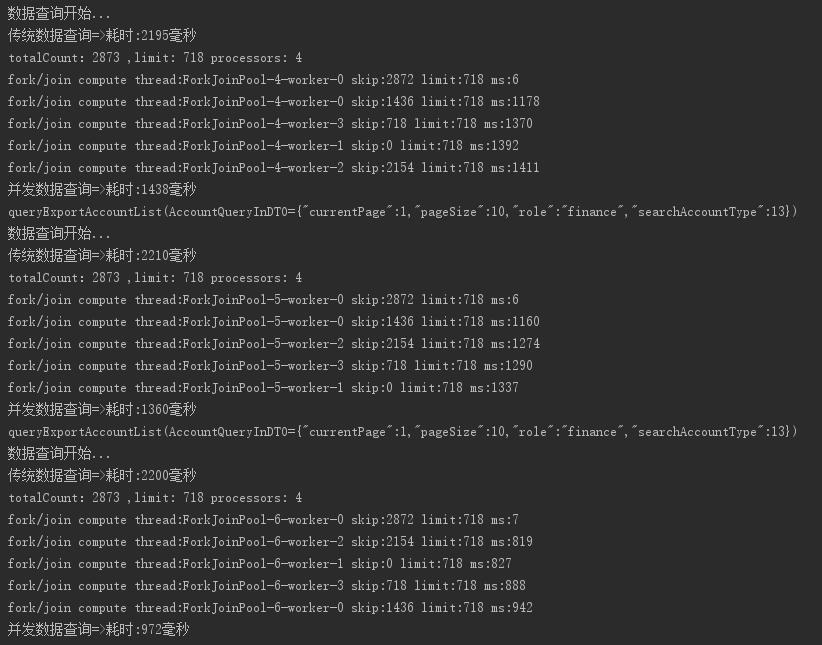 数据查询开始...
传统数据查询=>耗时:2195毫秒
totalCount: 2873 ,limit: 718 processors: 4
fork/join compute thread:ForkJoinPool-4-worker-0 skip:2872 limit:718 ms:6
fork/join compute thread:ForkJoinPool-4-worker-0 skip:1436 limit:718 ms:1178
fork/join compute thread:ForkJoinPool-4-worker-3 skip:718 limit:718 ms:1370
fork/join compute thread:ForkJoinPool-4-worker-1 skip:0 limit:718 ms:1392
fork/join compute thread:ForkJoinPool-4-worker-2 skip:2154 limit:718 ms:1411
并发数据查询=>耗时:1438毫秒
queryExportAccountList(AccountQueryInDTO={"currentPage":1,"pageSize":10,"role":"finance","searchAccountType":13})
数据查询开始...
传统数据查询=>耗时:2210毫秒
totalCount: 2873 ,limit: 718 processors: 4
fork/join compute thread:ForkJoinPool-5-worker-0 skip:2872 limit:718 ms:6
fork/join compute thread:ForkJoinPool-5-worker-0 skip:1436 limit:718 ms:1160
fork/join compute thread:ForkJoinPool-5-worker-2 skip:2154 limit:718 ms:1274
fork/join compute thread:ForkJoinPool-5-worker-3 skip:718 limit:718 ms:1290
fork/join compute thread:ForkJoinPool-5-worker-1 skip:0 limit:718 ms:1337
并发数据查询=>耗时:1360毫秒
queryExportAccountList(AccountQueryInDTO={"currentPage":1,"pageSize":10,"role":"finance","searchAccountType":13})
数据查询开始...
传统数据查询=>耗时:2200毫秒
totalCount: 2873 ,limit: 718 processors: 4
fork/join compute thread:ForkJoinPool-6-worker-0 skip:2872 limit:718 ms:7
fork/join compute thread:ForkJoinPool-6-worker-2 skip:2154 limit:718 ms:819
fork/join compute thread:ForkJoinPool-6-worker-1 skip:0 limit:718 ms:827
fork/join compute thread:ForkJoinPool-6-worker-3 skip:718 limit:718 ms:888
fork/join compute thread:ForkJoinPool-6-worker-0 skip:1436 limit:718 ms:942
并发数据查询=>耗时:972毫秒